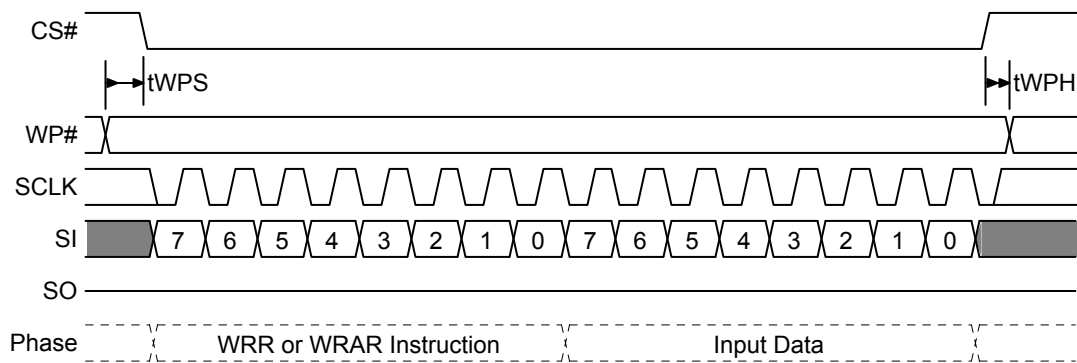 CS#
tWPS tWPH
WP#
SCLK
SI 7 6 5 4 3 2 1 0 7 6 5 4 3 2 1 0
SO
Phase WRR or WRAR Instruction Input Data